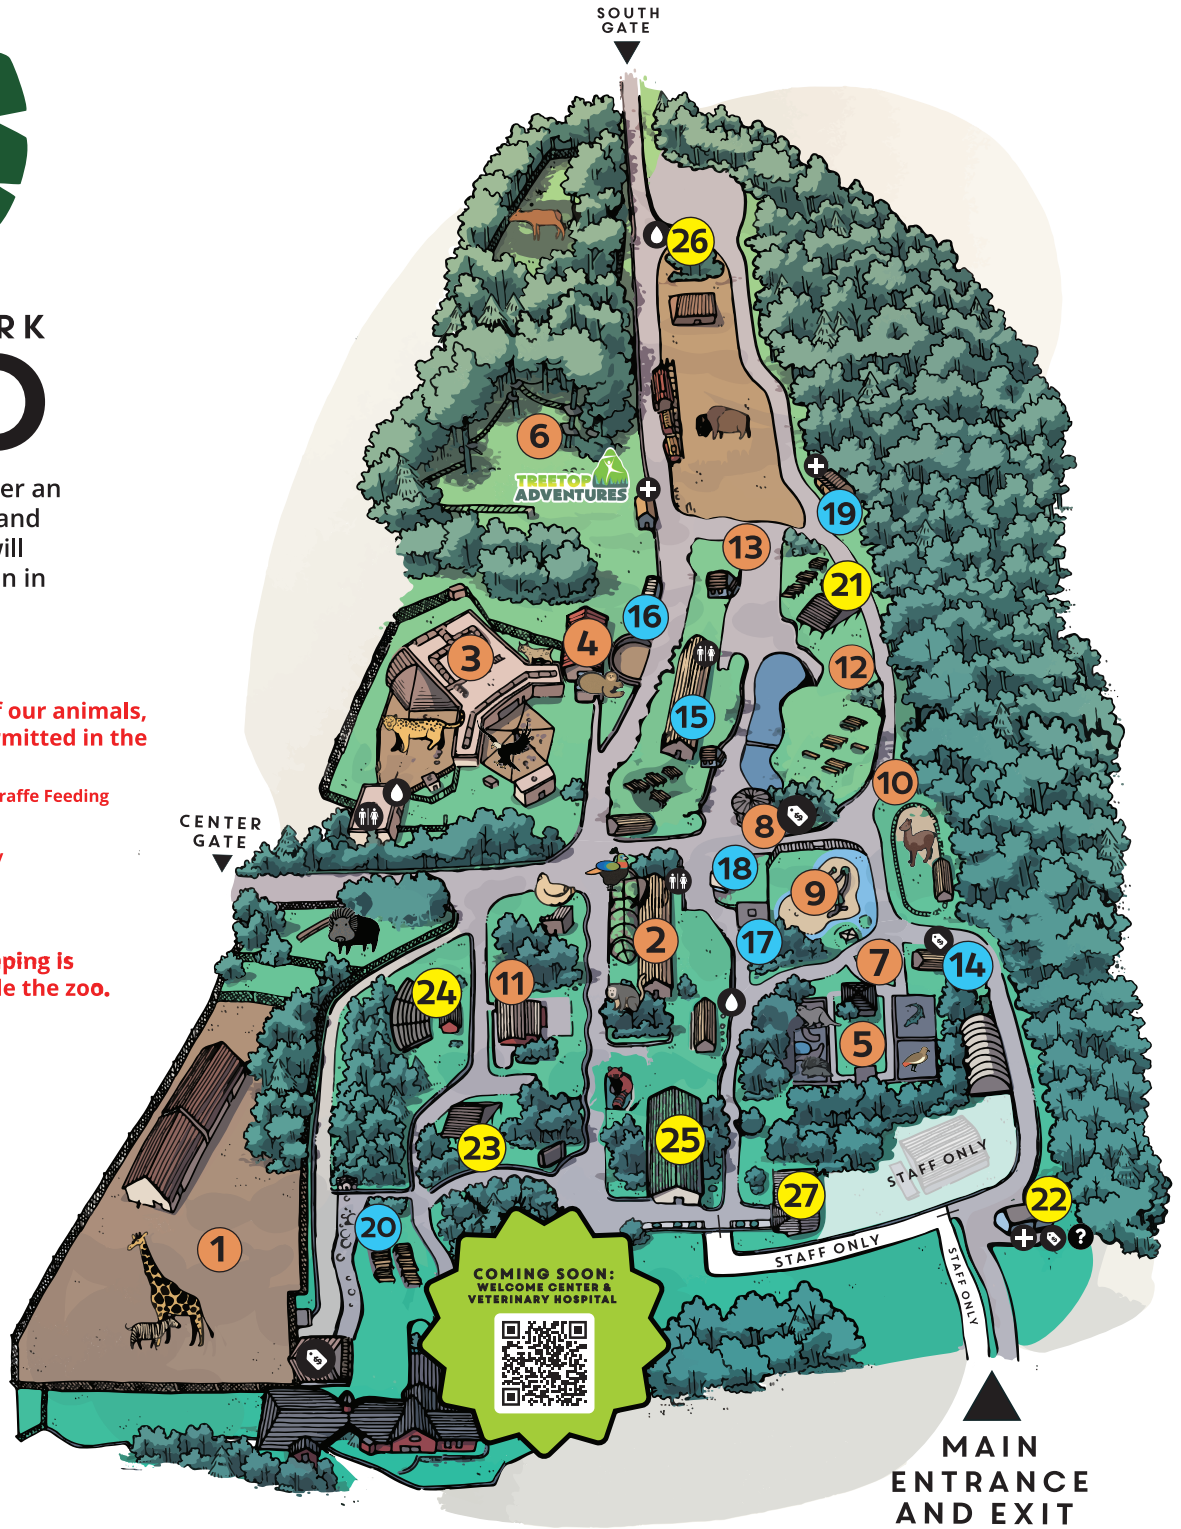 SOUTH
GATE
26
RK
O
6
TREETOP
ADVENTURES
er an
and
vill
n in
19
13
21
16
4
3
12
15
f our animals,
rmitted in the
10
raffe Feeding
8
CENTER
GATE
18
9
2
17
7
14
eping is
de the zoo.
11
24
5
25
23
STAFF ONLY
27
22
?
20
1
STAFF ONLY
STAFF ONLY
COMING SOON:
WELCOME CENTER &
VETERINARY HOSPITAL
MAIN
ENTRANCE
AND EXIT